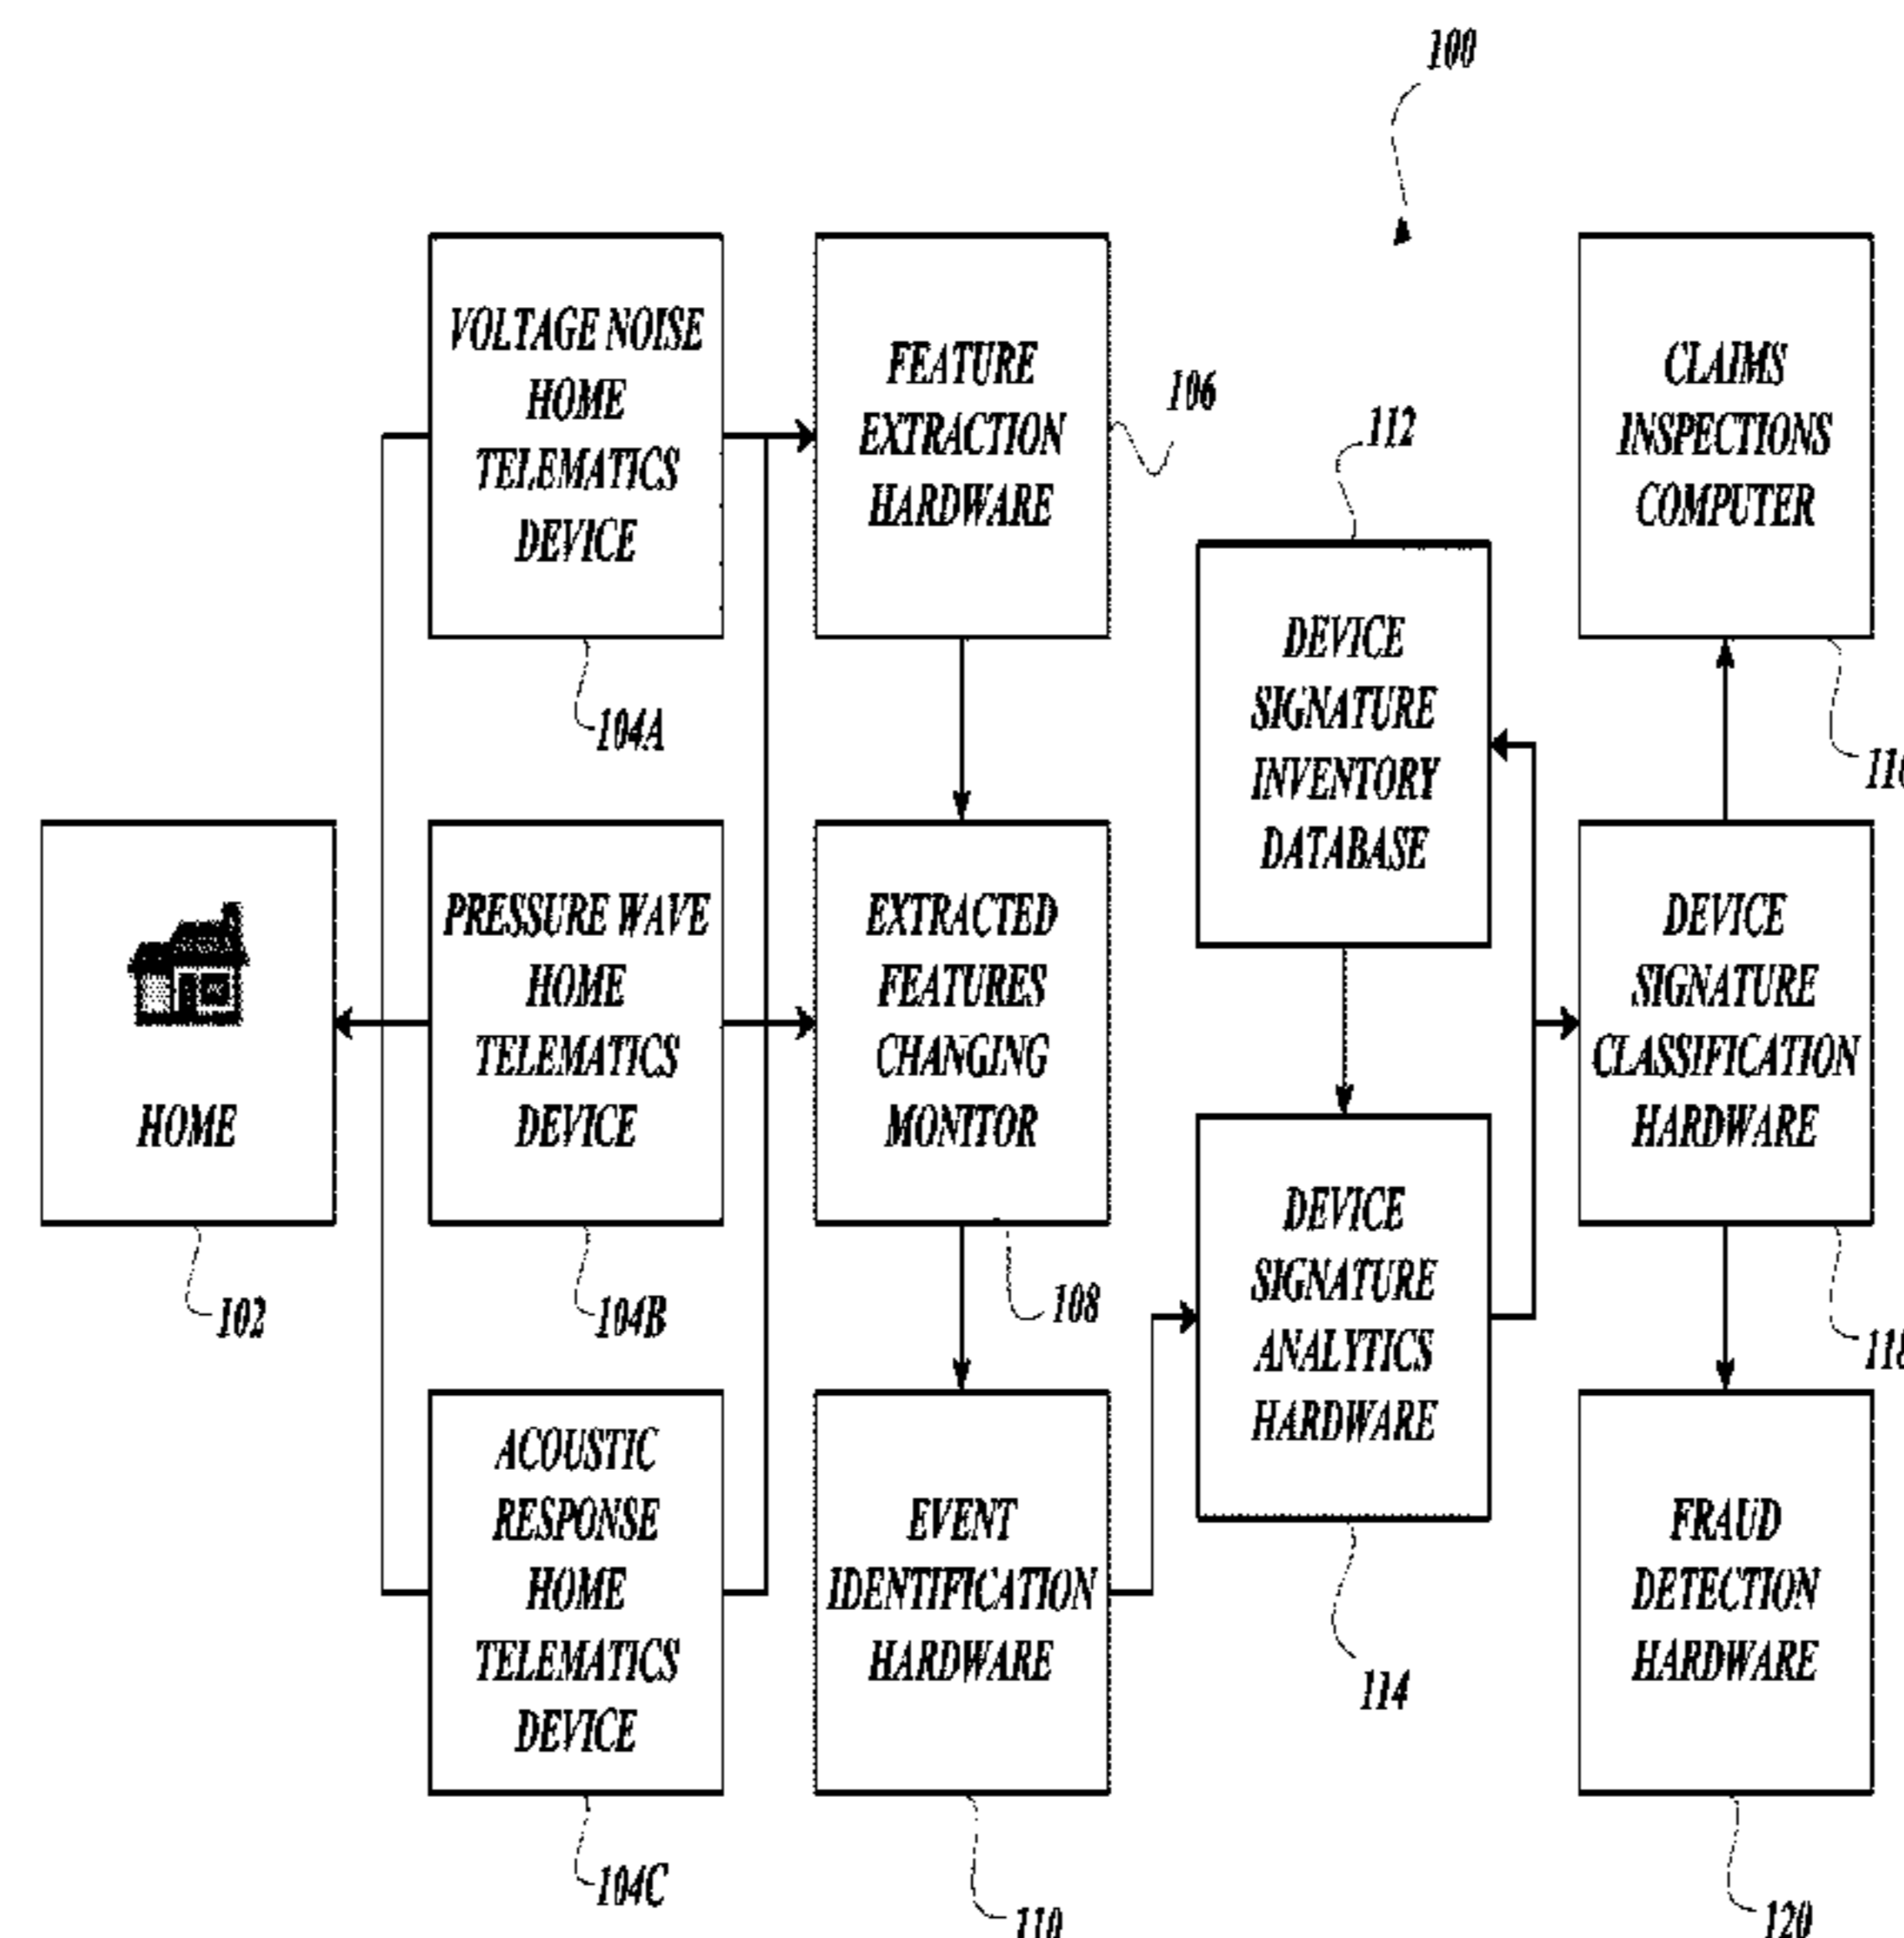 100
VOLTAGE NOISE
HOME
TELEMATICS
DEVICE
104A
FEATURE
EXTRACTION
HARDWARE
106
112
CLAIMS
INSPECTIONS
COMPUTER
HOME
102
PRESSURE WAVE
HOME
TELEMATICS
DEVICE
104B
EXTRACTED
FEATURES
CHANGING
MONITOR
108
DEVICE
SIGNATURE
INVENTORY
DATABASE
DEVICE
SIGNATURE
CLASSIFICATION
HARDWARE
ACOUSTIC
RESPONSE
HOME
TELEMATICS
DEVICE
104C
EVENT
IDENTIFICATION
HARDWARE
110
DEVICE
SIGNATURE
ANALYTICS
HARDWARE
114
FRAUD
DETECTION
HARDWARE
120